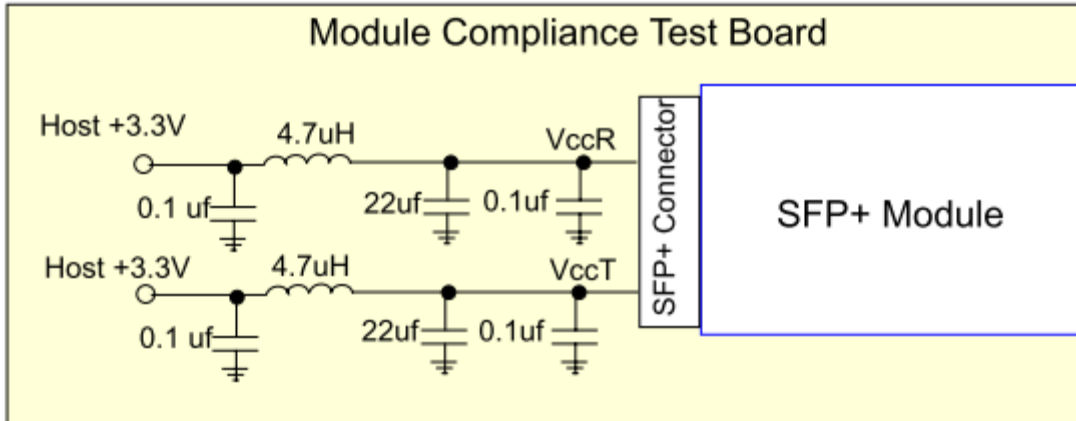 Module Compliance Test Board
Host +3.3V
4.7uH
VccR
0.1 uf
22uf
0.1uf
Host +3.3V
4.7uH
VccT
0.1 uf
22uf
0.1uf
SFP+ Connector
SFP+ Module